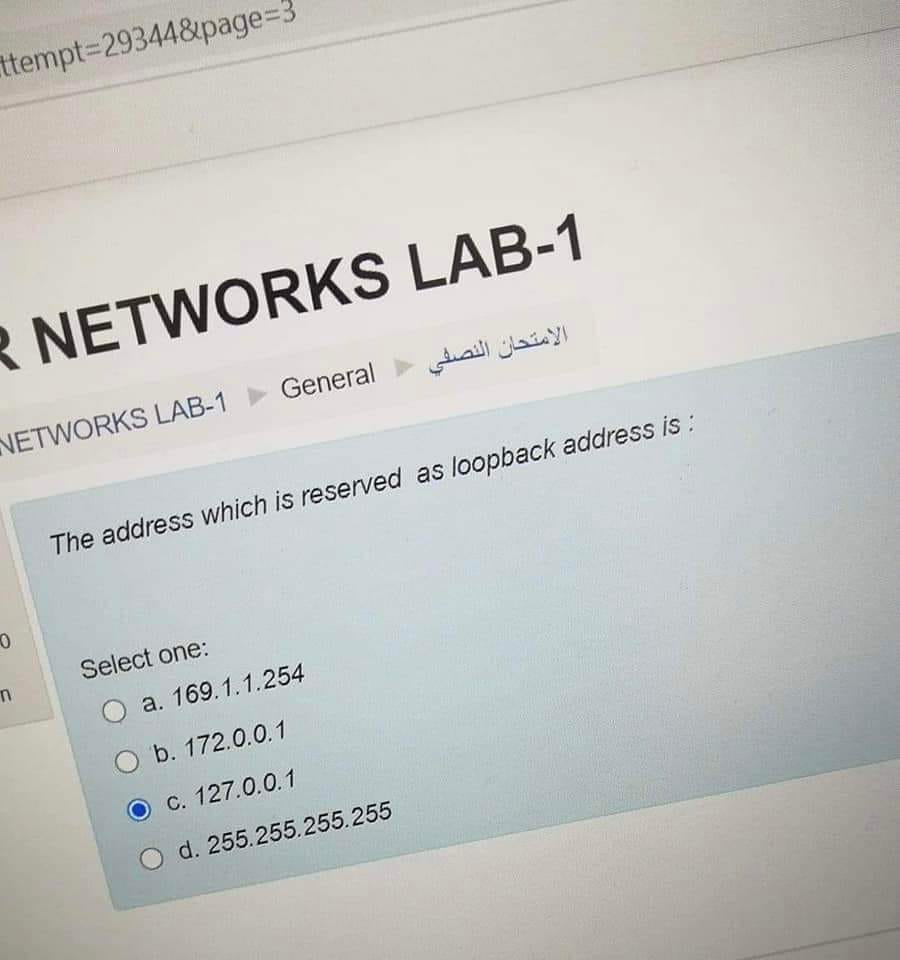 ttempt=29344&page=3
R NETWORKS LAB-1
NETWORKS LAB-1 ► General ► الامتحان النصفي
The address which is reserved as loopback address is :
o
n
Select one:
a. 169.1.1.254
b. 172.0.0.1
c. 127.0.0.1
d. 255.255.255.255